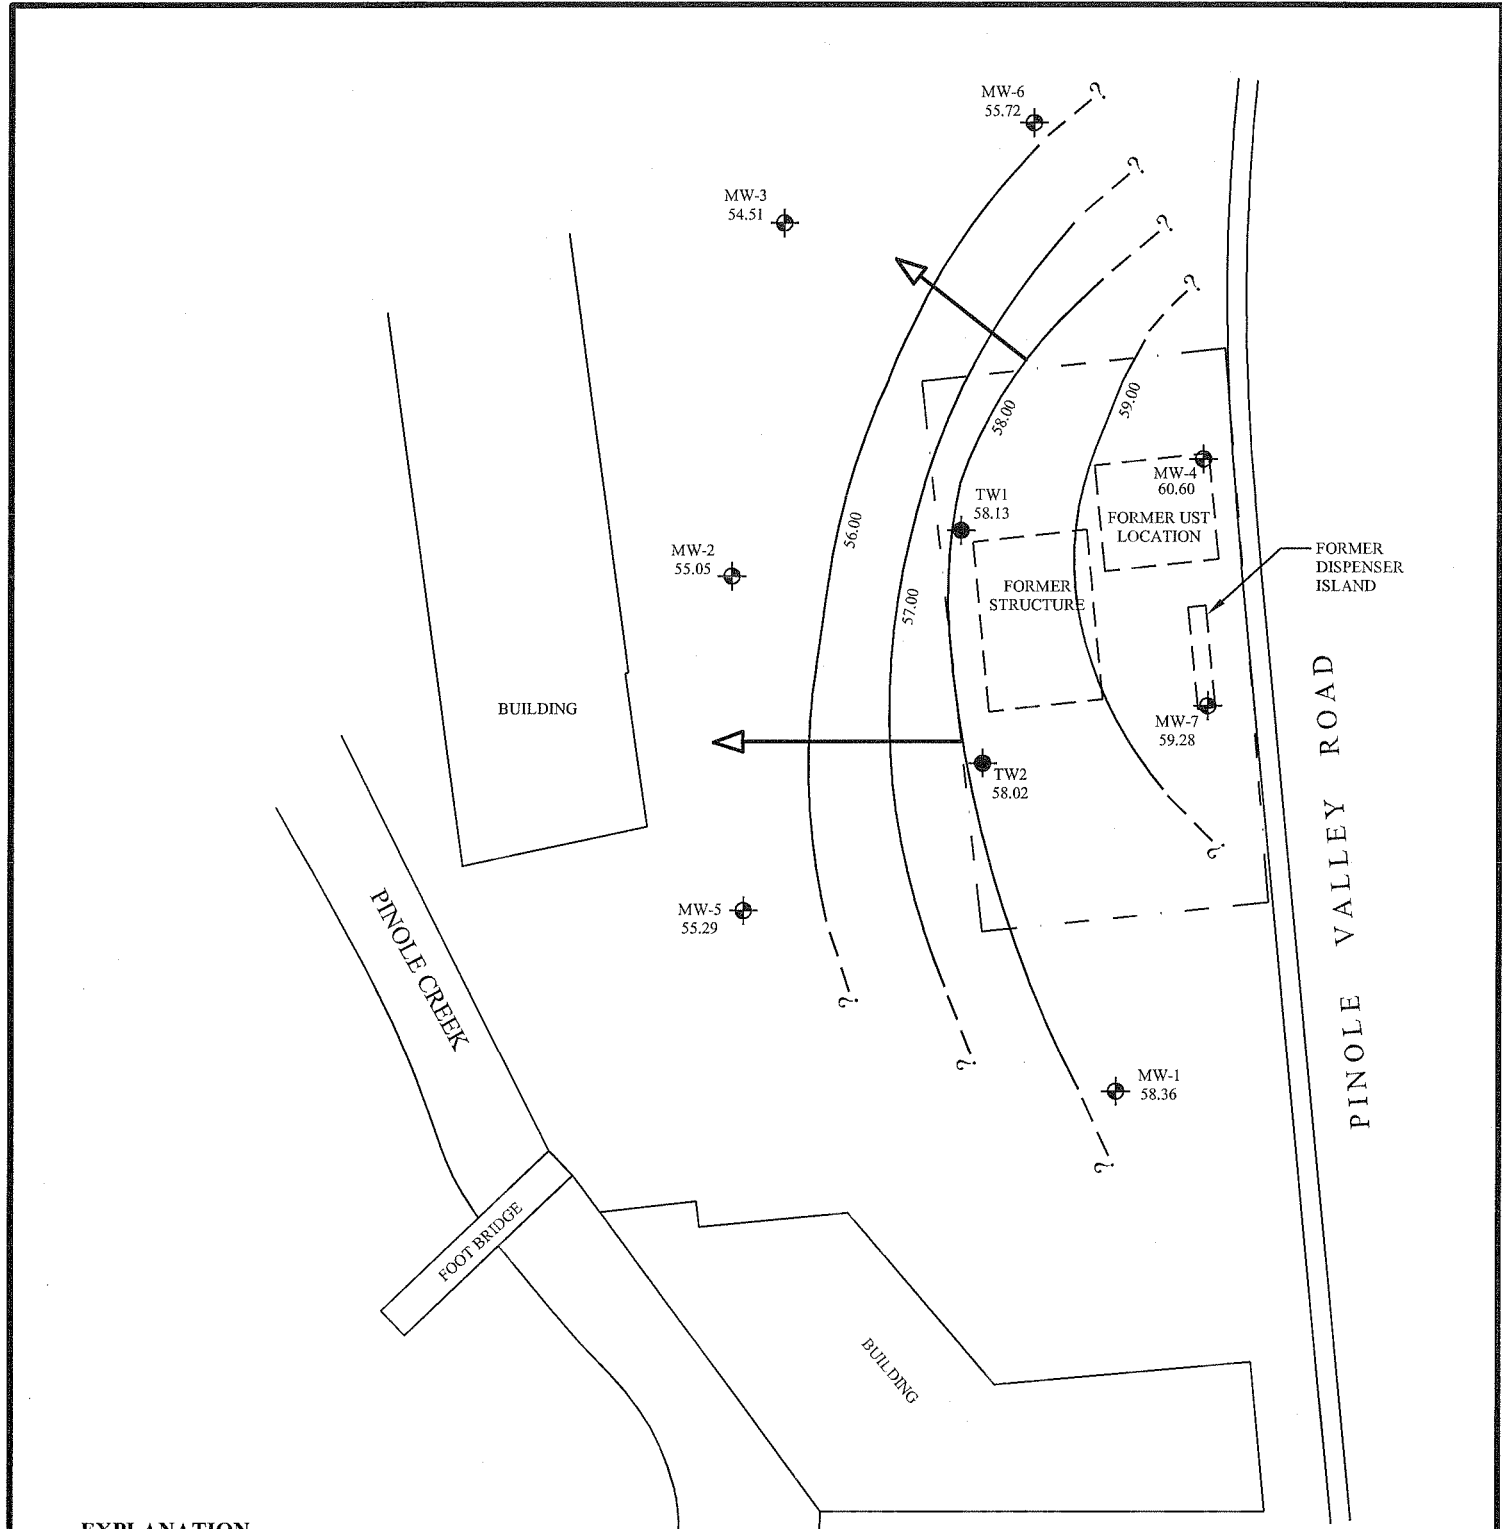 MW-6
55.72
?
?
MW-3
54.51
?
?
59.00
58.00
MW-4
60.60
TW1
58.13
FORMER UST
LOCATION
56.00
MW-2
55.05
FORMER
DISPENSER
ISLAND
FORMER
STRUCTURE
57.00
BUILDING
MW-7
59.28
PINOLE VALLEY ROAD
TW2
58.02
?
MW-5
55.29
PINOLE CREEK
?
?
MW-1
58.36
?
FOOT BRIDGE
BUILDING
EXPLANATION